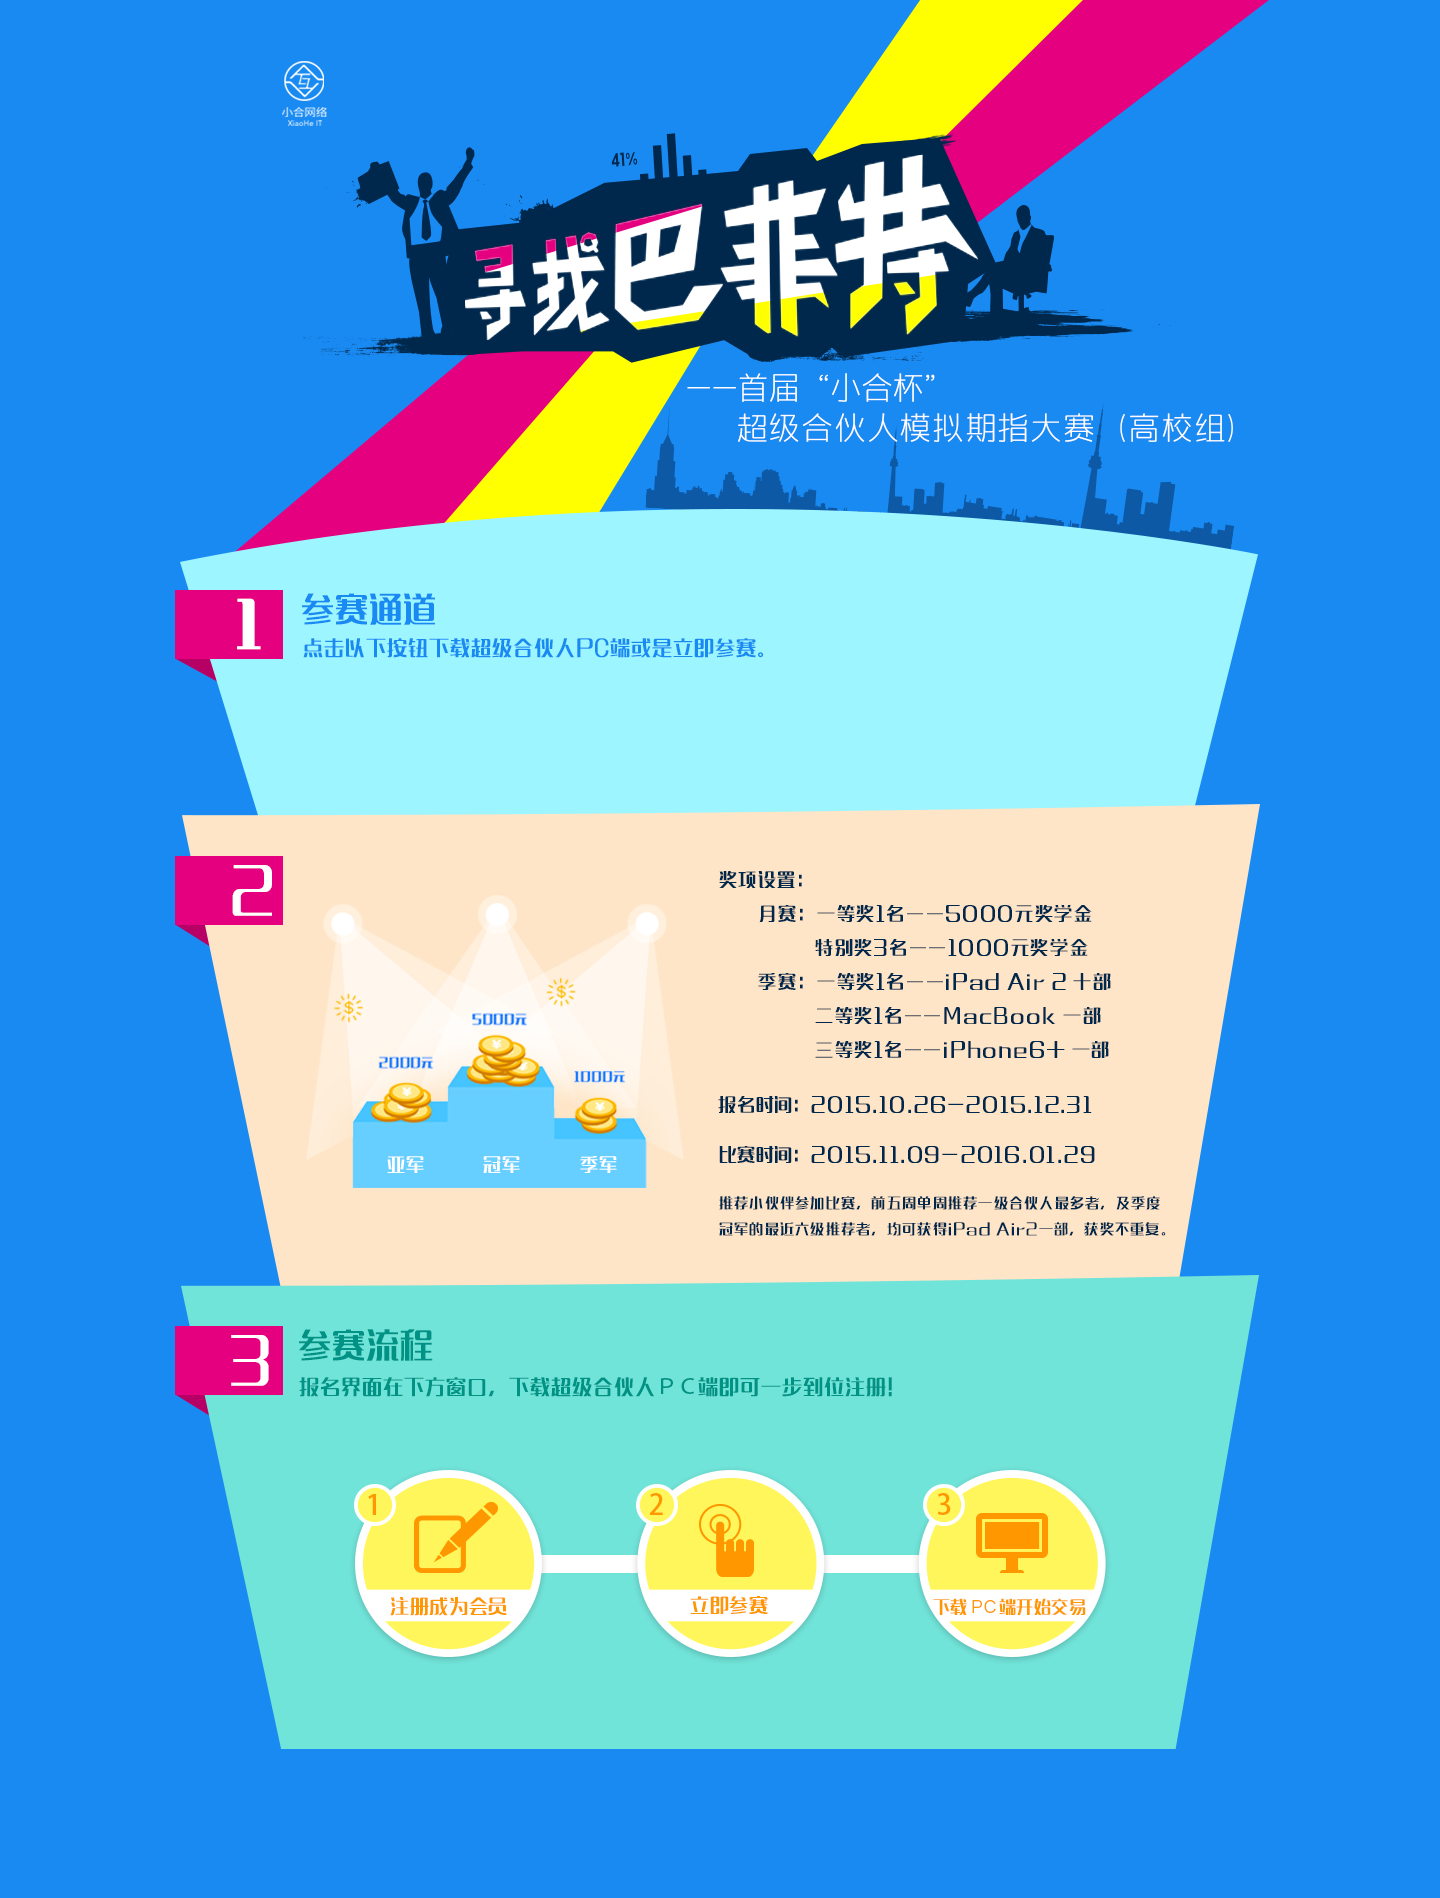 小合网络
XiaoHe IT
41%
寻找巴菲特
——首届“小合杯”
超级合伙人模拟期指大赛（高校组）
1
参赛通道
点击以下按钮下载超级合伙人PC端或是立即参赛。
2
奖项设置：
月赛：一等奖1名——5000元奖学金
特别奖3名——1000元奖学金
季赛：一等奖1名——iPad Air 2 十部
二等奖1名——MacBook 一部
三等奖1名——iPhone6十 一部
5000元
2000元
1000元
亚军
冠军
季军
报名时间：2015.10.26—2015.12.31
比赛时间：2015.11.09—2016.01.29
推荐小伙伴参加比赛，前五周单周推荐一级合伙人最多者，及季度
冠军的最近六级推荐者，均可获得iPad Air2一部，获奖不重复。
3
参赛流程
报名界面在下方窗口，下载超级合伙人ＰＣ端即可一步到位注册！
1
2
3
注册成为会员
立即参赛
下载 PC 端开始交易